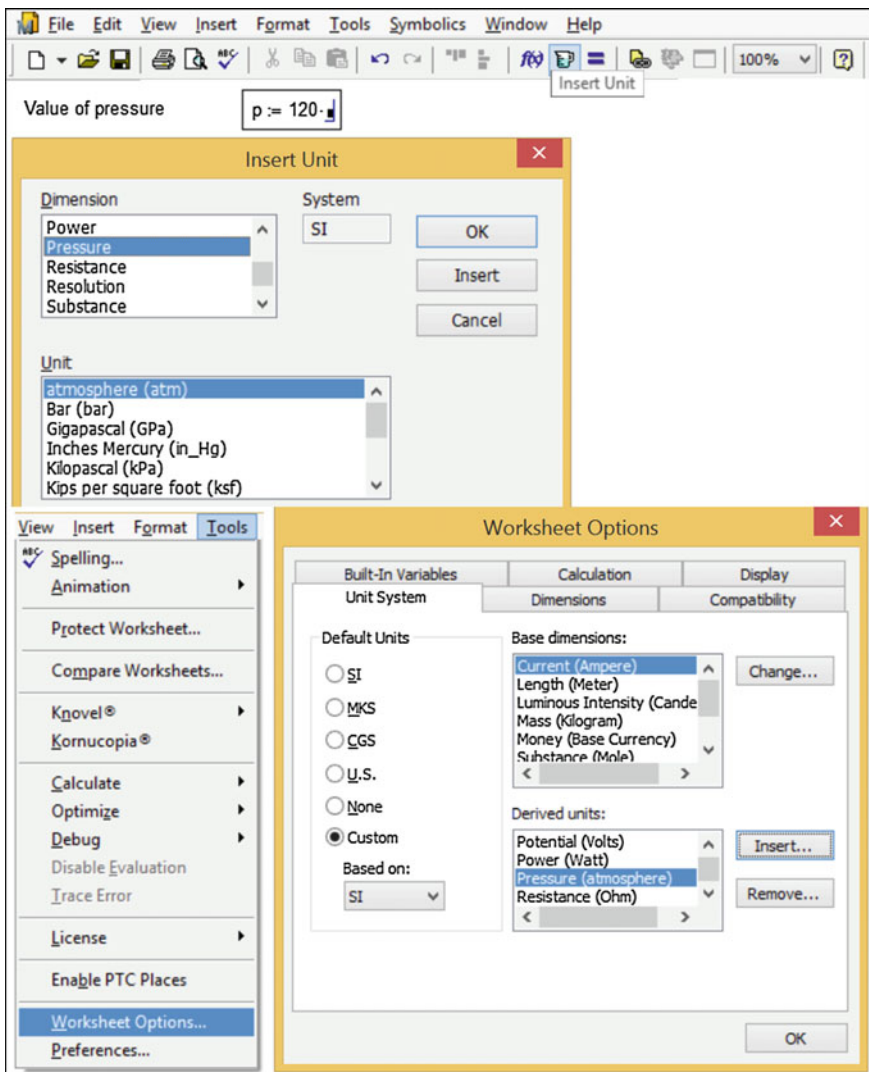 File Edit View Insert Format Tools Symbolics Window Help
ABC f(x) = 100%
Insert Unit
Value of pressure p := 120·
Insert Unit
Dimension
Power
Pressure
Resistance
Resolution
Substance
System
SI
OK
Insert
Cancel
Unit
atmosphere (atm)
Bar (bar)
Gigapascal (GPa)
Inches Mercury (in_Hg)
Kilopascal (kPa)
Kips per square foot (ksf)
View Insert Format Tools
ABC Spelling...
Animation
Protect Worksheet...
Compare Worksheets...
Knovel®
Kornucopia®
Calculate
Optimize
Debug
Disable Evaluation
Trace Error
License
Enable PTC Places
Worksheet Options...
Preferences...
Worksheet Options
Built-In Variables Calculation Display
Unit System Dimensions Compatibility
Default Units
SI
MKS
CGS
U.S.
None
Custom
Based on:
SI
Base dimensions:
Current (Ampere)
Length (Meter)
Luminous Intensity (Cande
Mass (Kilogram)
Money (Base Currency)
Substance (Mole)
Change...
Derived units:
Potential (Volts)
Power (Watt)
Pressure (atmosphere)
Resistance (Ohm)
Insert...
Remove...
OK